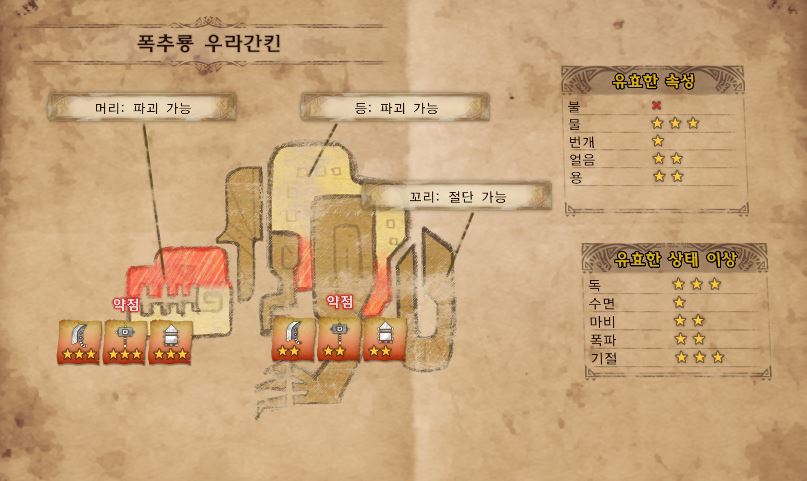 폭추룡 우라간킨
머리: 파괴 가능
등: 파괴 가능
꼬리: 절단 가능
약점
약점
유효한 속성
불
물
번개
얼음
용
유효한 상태 이상
독
수면
마비
폭파
기절